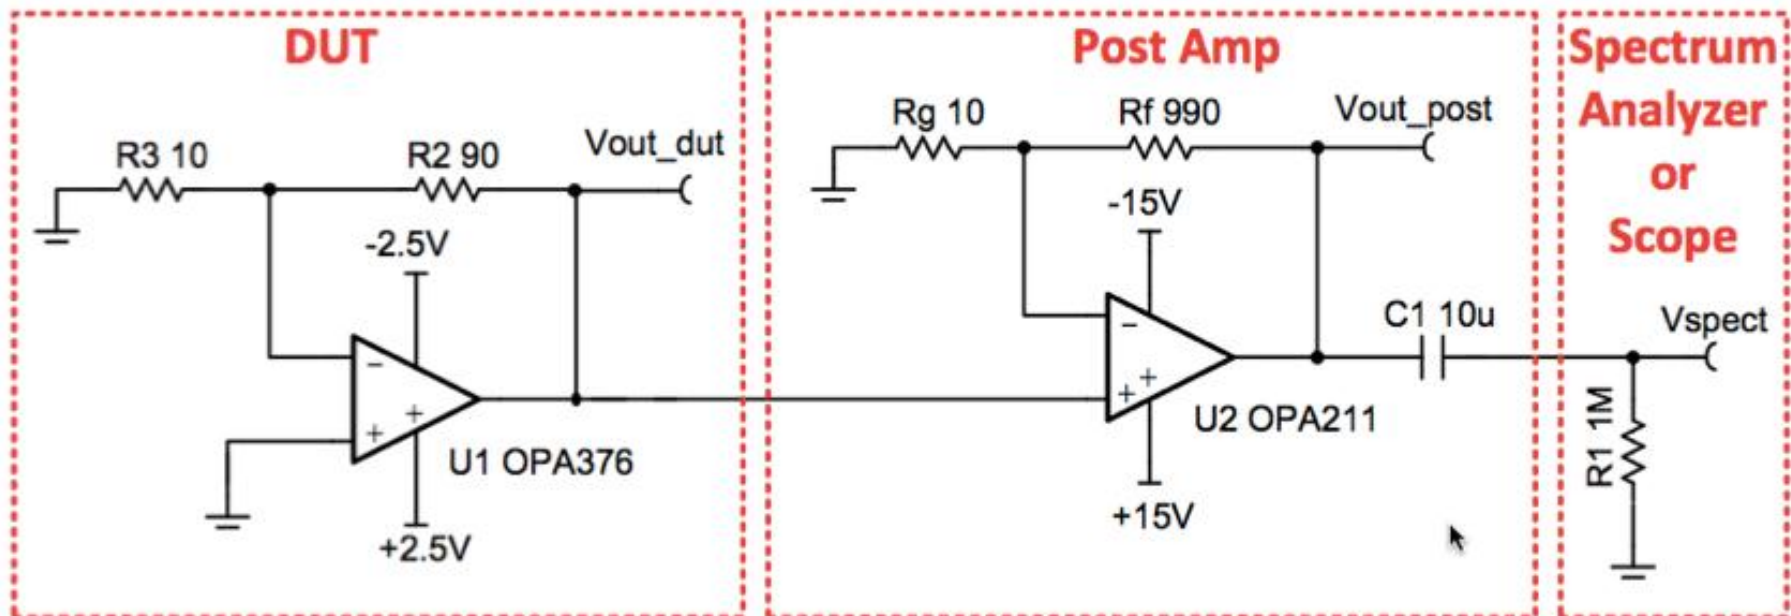 DUT
R3 10
R2 90
Vout_dut
-2.5V
U1 OPA376
+2.5V
Post Amp
Rg 10
Rf 990
Vout_post
-15V
C1 10u
U2 OPA211
+15V
Spectrum
Analyzer
or
Scope
Vspect
R1 1M